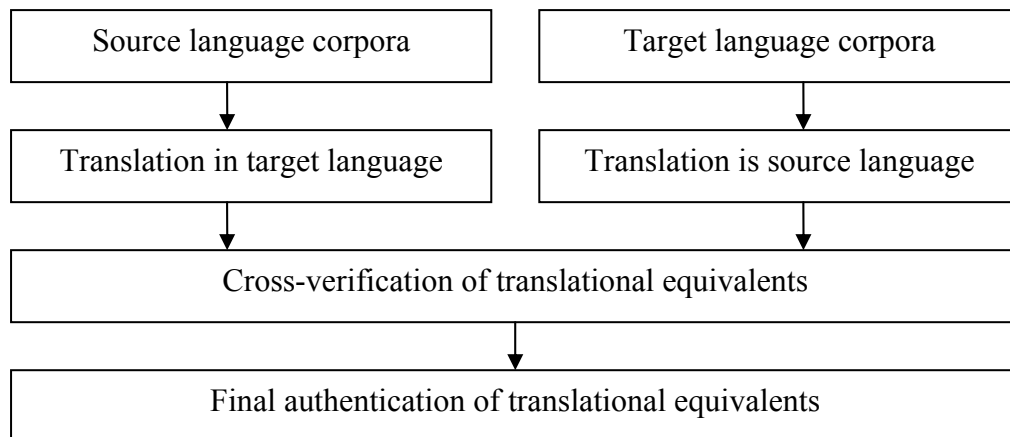 Source language corpora
Target language corpora
Translation in target language
Translation is source language
Cross-verification of translational equivalents
Final authentication of translational equivalents